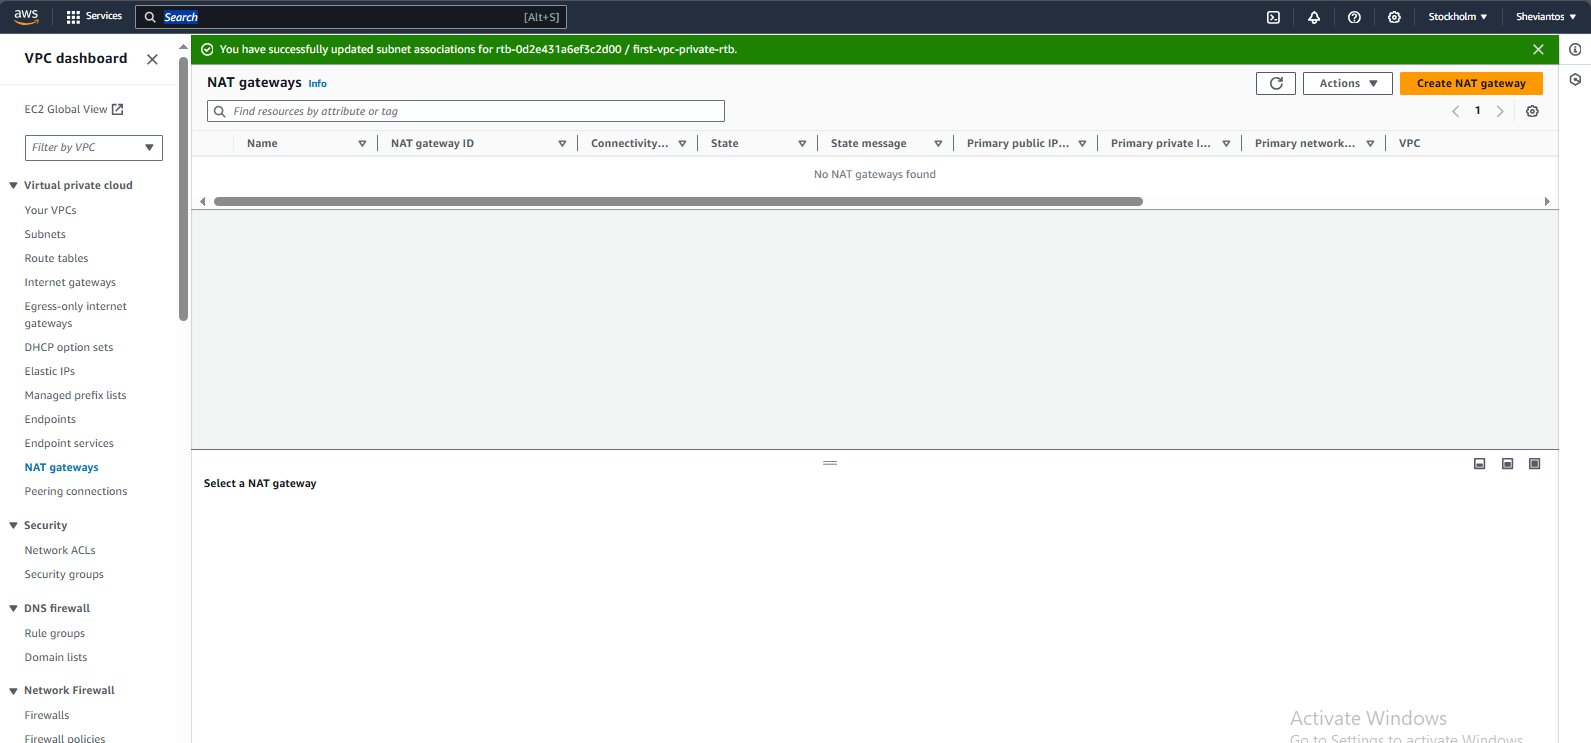 aws
Services
Search
[Alt+S]
Stockholm
Sheviantos
VPC dashboard
EC2 Global View
Filter by VPC
Virtual private cloud
Your VPCs
Subnets
Route tables
Internet gateways
Egress-only internet
gateways
DHCP option sets
Elastic IPs
Managed prefix lists
Endpoints
Endpoint services
NAT gateways
Peering connections
Security
Network ACLs
Security groups
DNS firewall
Rule groups
Domain lists
Network Firewall
Firewalls
Firewall policies
You have successfully updated subnet associations for rtb-0d2e431a6ef3c2d00 / first-vpc-private-rtb.
NAT gateways Info
Actions
Create NAT gateway
Find resources by attribute or tag
1
Name
NAT gateway ID
Connectivity...
State
State message
Primary public IP...
Primary private I...
Primary network...
VPC
No NAT gateways found
Select a NAT gateway
Activate Windows
Go to Settings to activate Windows.